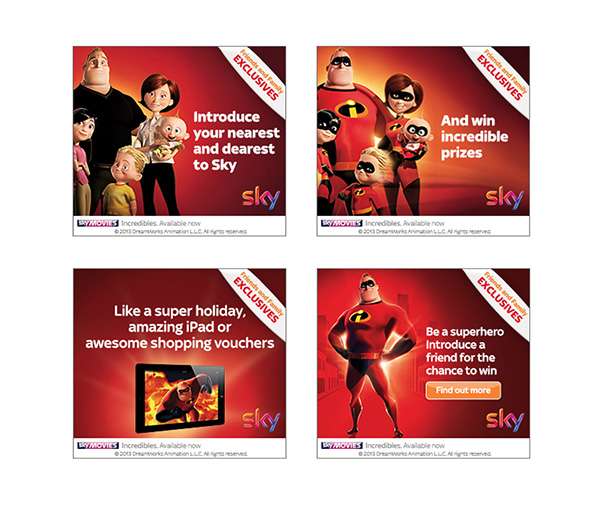 Friends and Family
EXCLUSIVES
Introduce
your nearest
and dearest
to Sky
sky
sky MOVIES Incredibles. Available now
© 2013 DreamWorks Animation L.L.C. All rights reserved.
Friends and Family
EXCLUSIVES
And win
incredible
prizes
sky
sky MOVIES Incredibles. Available now
© 2013 DreamWorks Animation L.L.C. All rights reserved.
Friends and Family
EXCLUSIVES
Like a super holiday,
amazing iPad or
awesome shopping vouchers
sky
sky MOVIES Incredibles. Available now
© 2013 DreamWorks Animation L.L.C. All rights reserved.
Friends and Family
EXCLUSIVES
Be a superhero
Introduce a
friend for the
chance to win
Find out more
sky
sky MOVIES Incredibles. Available now
© 2013 DreamWorks Animation L.L.C. All rights reserved.